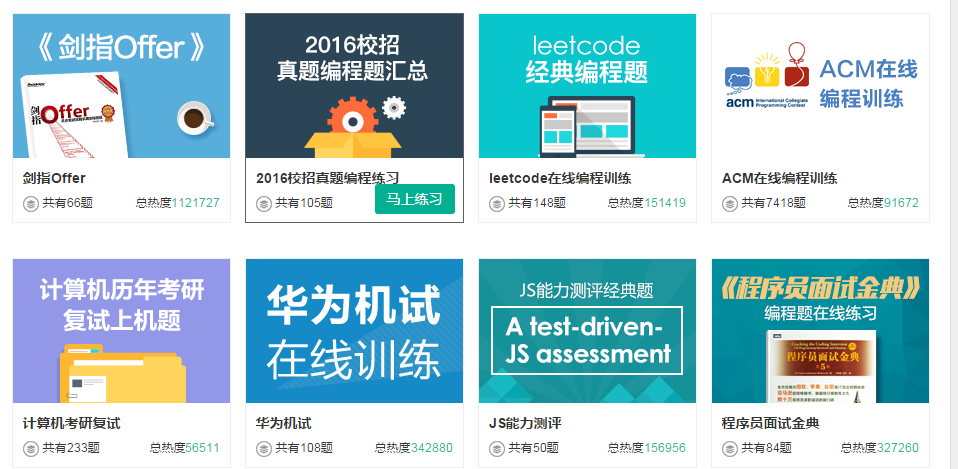 《剑指Offer》
剑指
Offer
剑指Offer
共有66题
总热度1121727
2016校招
真题编程题汇总
2016校招真题编程练习
共有105题
马上练习
leetcode
经典编程题
leetcode在线编程训练
共有148题
总热度151419
acm International Collegiate
Programming Contest
ACM在线
编程训练
ACM在线编程训练
共有7418题
总热度91672
计算机历年考研
复试上机题
计算机考研复试
共有233题
总热度56511
华为机试
在线训练
华为机试
共有108题
总热度342880
JS能力测评经典题
A test-driven-
JS assessment
JS能力测评
共有50题
总热度156956
《程序员面试金典》
编程题在线练习
Cracking the Coding Interview
程序员面试金典
第5版
程序员面试金典
共有84题
总热度327260